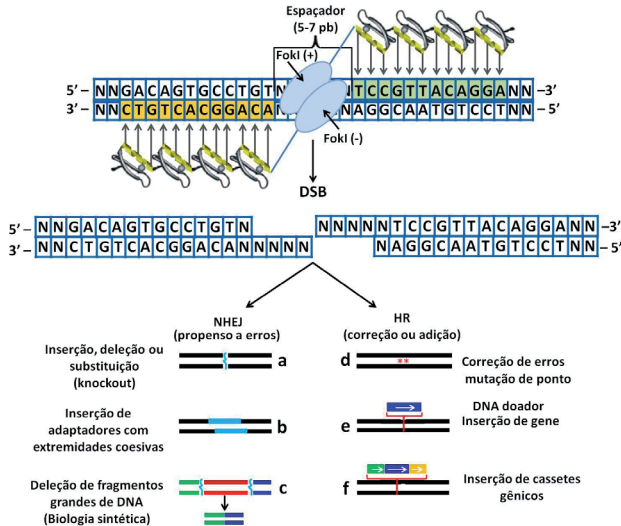 Espaçador
(5-7 pb)
FokI (+)
5’ – NNGACAGTGCCTGTN NTCCGTTACAGGANN –3’
3’ – NNCTGTCACGGACAN NAGGCAATGTCCTNN – 5’
FokI (-)
DSB
5’ – NNGACAGTGCCTGTN NNNNNTCCGTTACAGGANN –3’
3’ – NNCTGTCACGGACANNNNN NAGGCAATGTCCTNN – 5’
NHEJ
(propenso a erros)
HR
(correção ou adição)
Inserção, deleção ou
substituição
(knockout)
a
d
**
Correção de erros
mutação de ponto
Inserção de
adaptadores com
extremidades coesivas
b
e
DNA doador
Inserção de gene
Deleção de fragmentos
grandes de DNA
(Biologia sintética)
c
f
Inserção de cassetes
gênicos